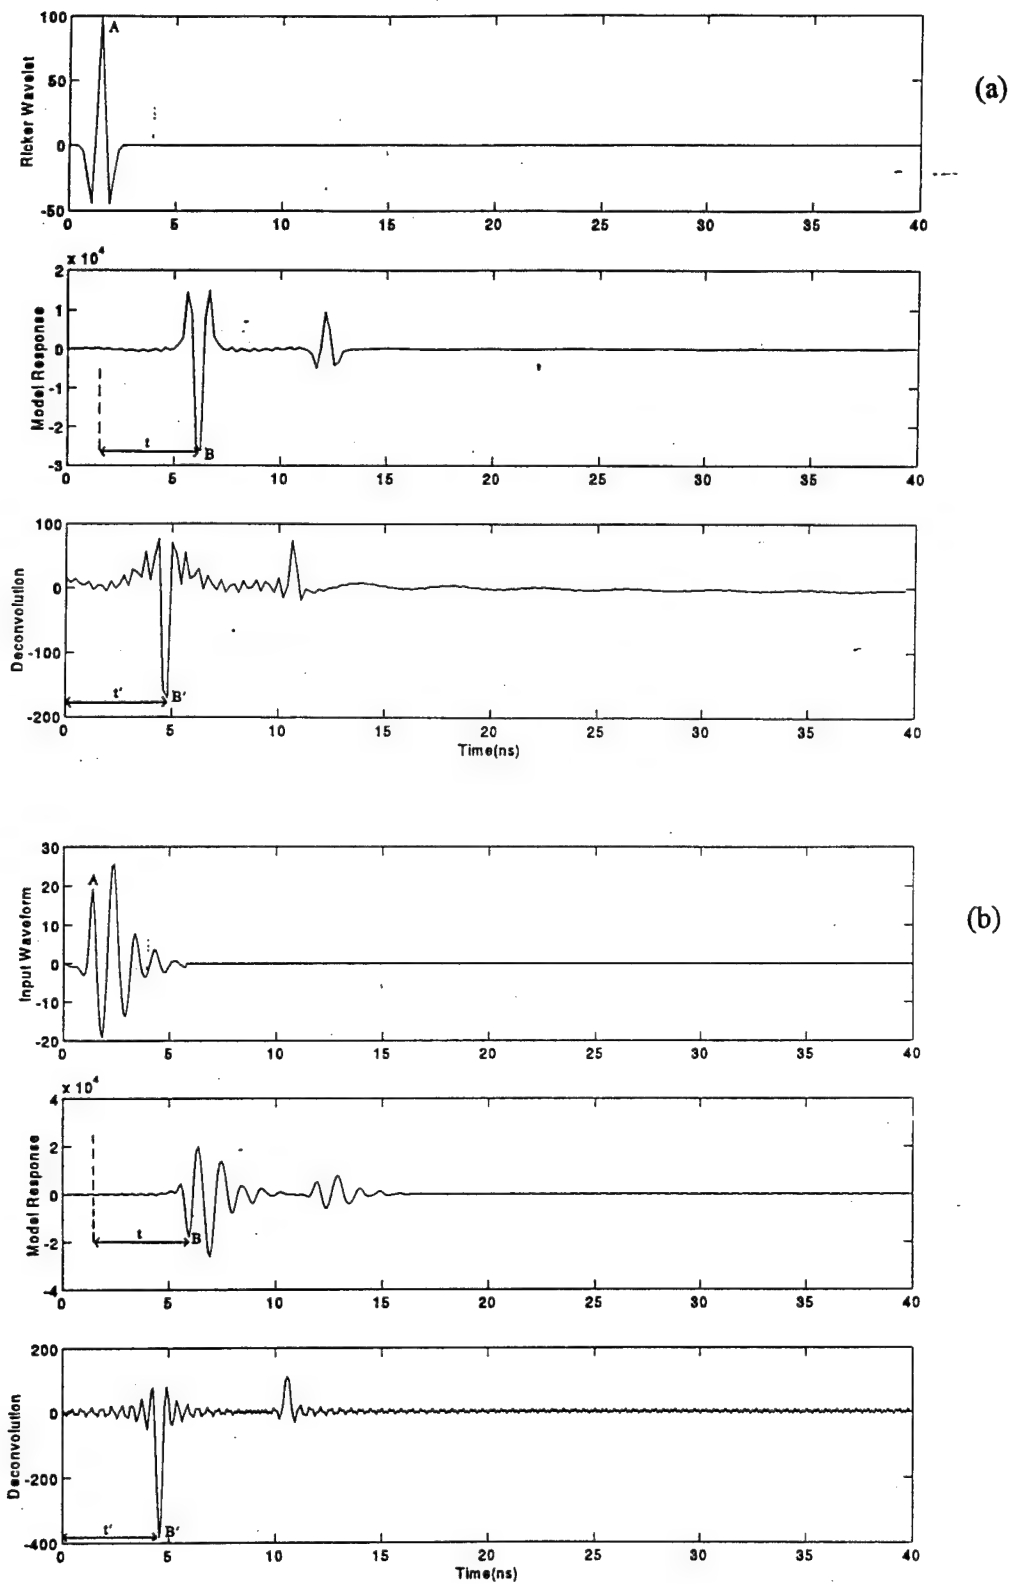 100
A
50
0
-50
Ricker Wavelet
(a)
0 5 10 15 20 25 30 35 40
x 10^4
2
1
0
-1
-2
-3
Model Response
t
B
0 5 10 15 20 25 30 35 40
100
0
-100
-200
Deconvolution
t'
B'
0 5 10 15 20 25 30 35 40
Time(ns)
30
20
10
0
-10
-20
A
Input Waveform
(b)
0 5 10 15 20 25 30 35 40
x 10^4
4
2
0
-2
-4
Model Response
t
B
0 5 10 15 20 25 30 35 40
200
0
-200
-400
Deconvolution
t'
B'
0 5 10 15 20 25 30 35 40
Time(ns)